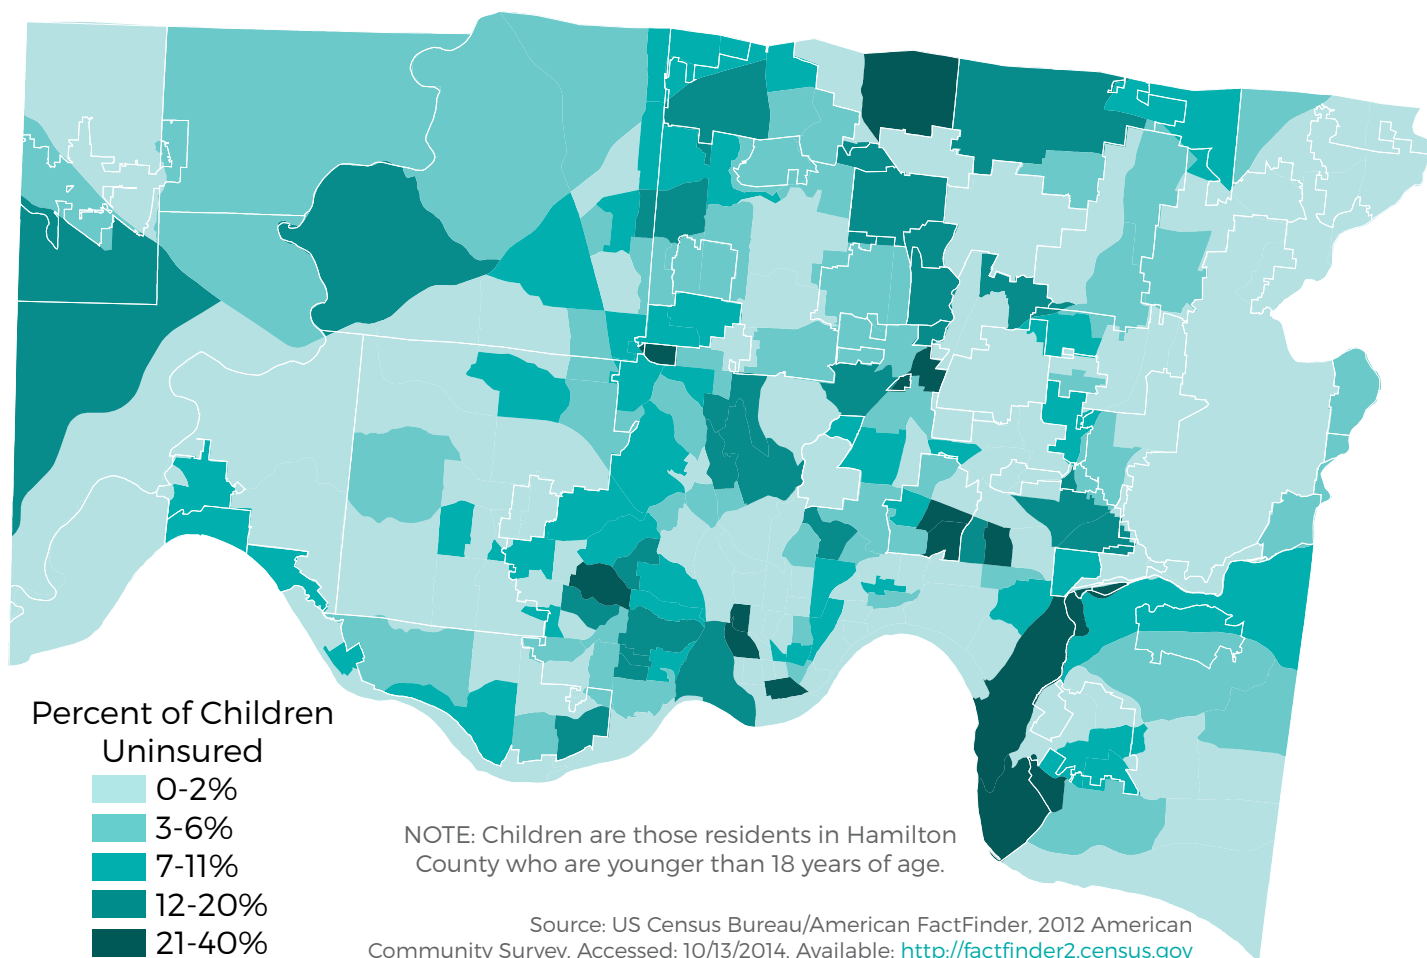 Percent of Children
Uninsured
0-2%
3-6%
7-11%
12-20%
21-40%
NOTE: Children are those residents in Hamilton
County who are younger than 18 years of age.
Source: US Census Bureau/American FactFinder, 2012 American
Community Survey. Accessed: 10/13/2014. Available: http://factfinder2.census.gov